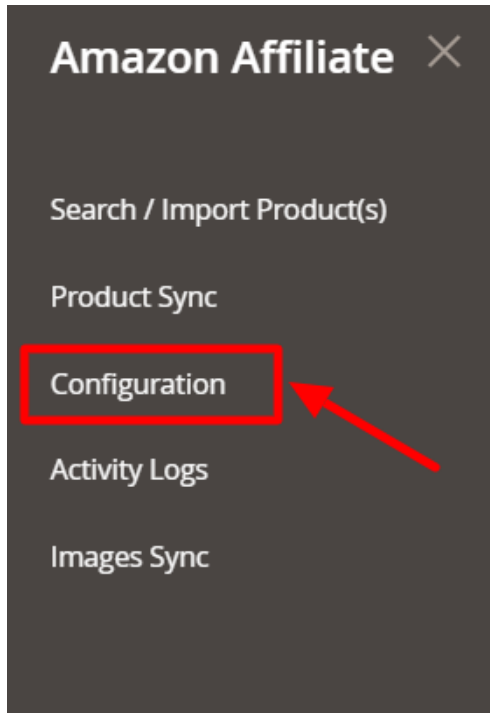 Amazon Affiliate
Search / Import Product(s)
Product Sync
Configuration
Activity Logs
Images Sync